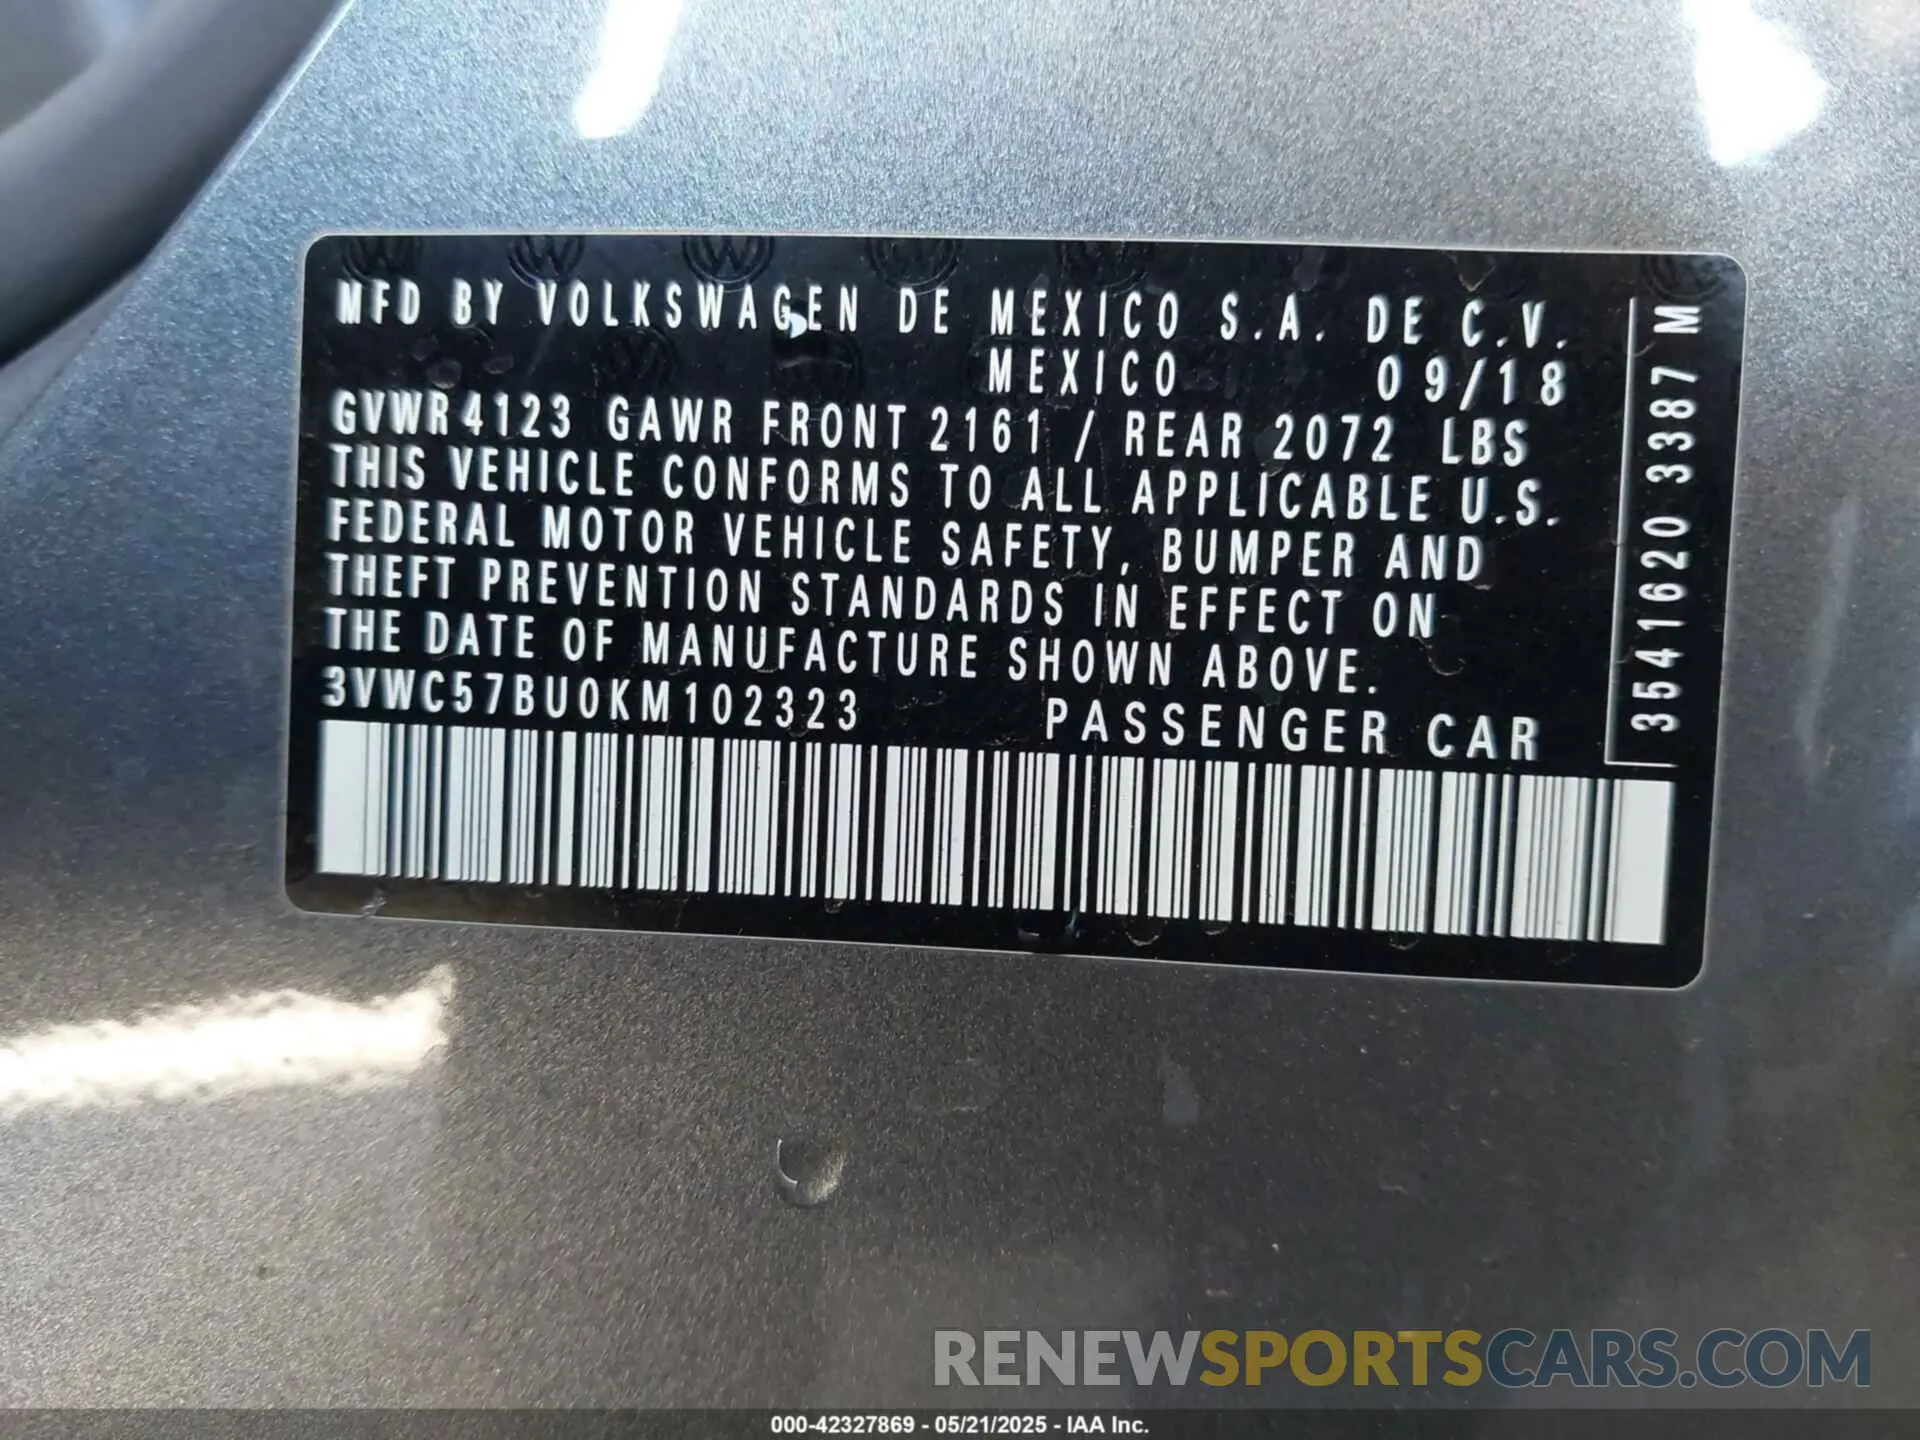 MFD BY VOLKSWAGEN DE MEXICO S.A. DE C.V.
MEXICO 09/18
GVWR 4123 GAWR FRONT 2161 / REAR 2072 LBS
THIS VEHICLE CONFORMS TO ALL APPLICABLE U.S.
FEDERAL MOTOR VEHICLE SAFETY, BUMPER AND
THEFT PREVENTION STANDARDS IN EFFECT ON
THE DATE OF MANUFACTURE SHOWN ABOVE.
3VWC57BU0KM102323 PASSENGER CAR
3541620 3387 M
RENEWSPORTSCARS.COM
000-42327869 - 05/21/2025 - IAA Inc.